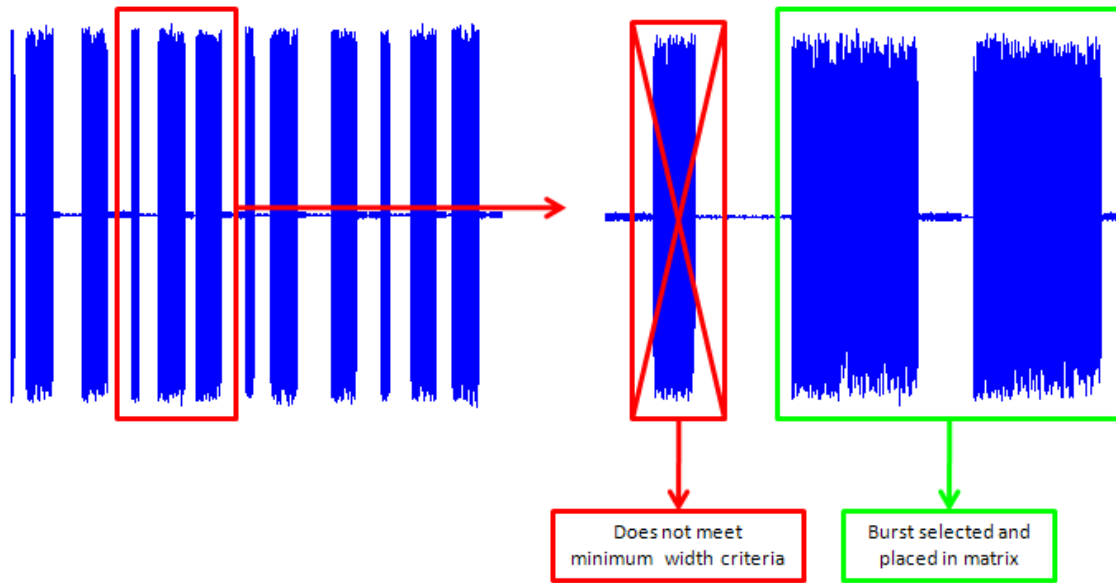 Does not meet
minimum width criteria
Burst selected and
placed in matrix